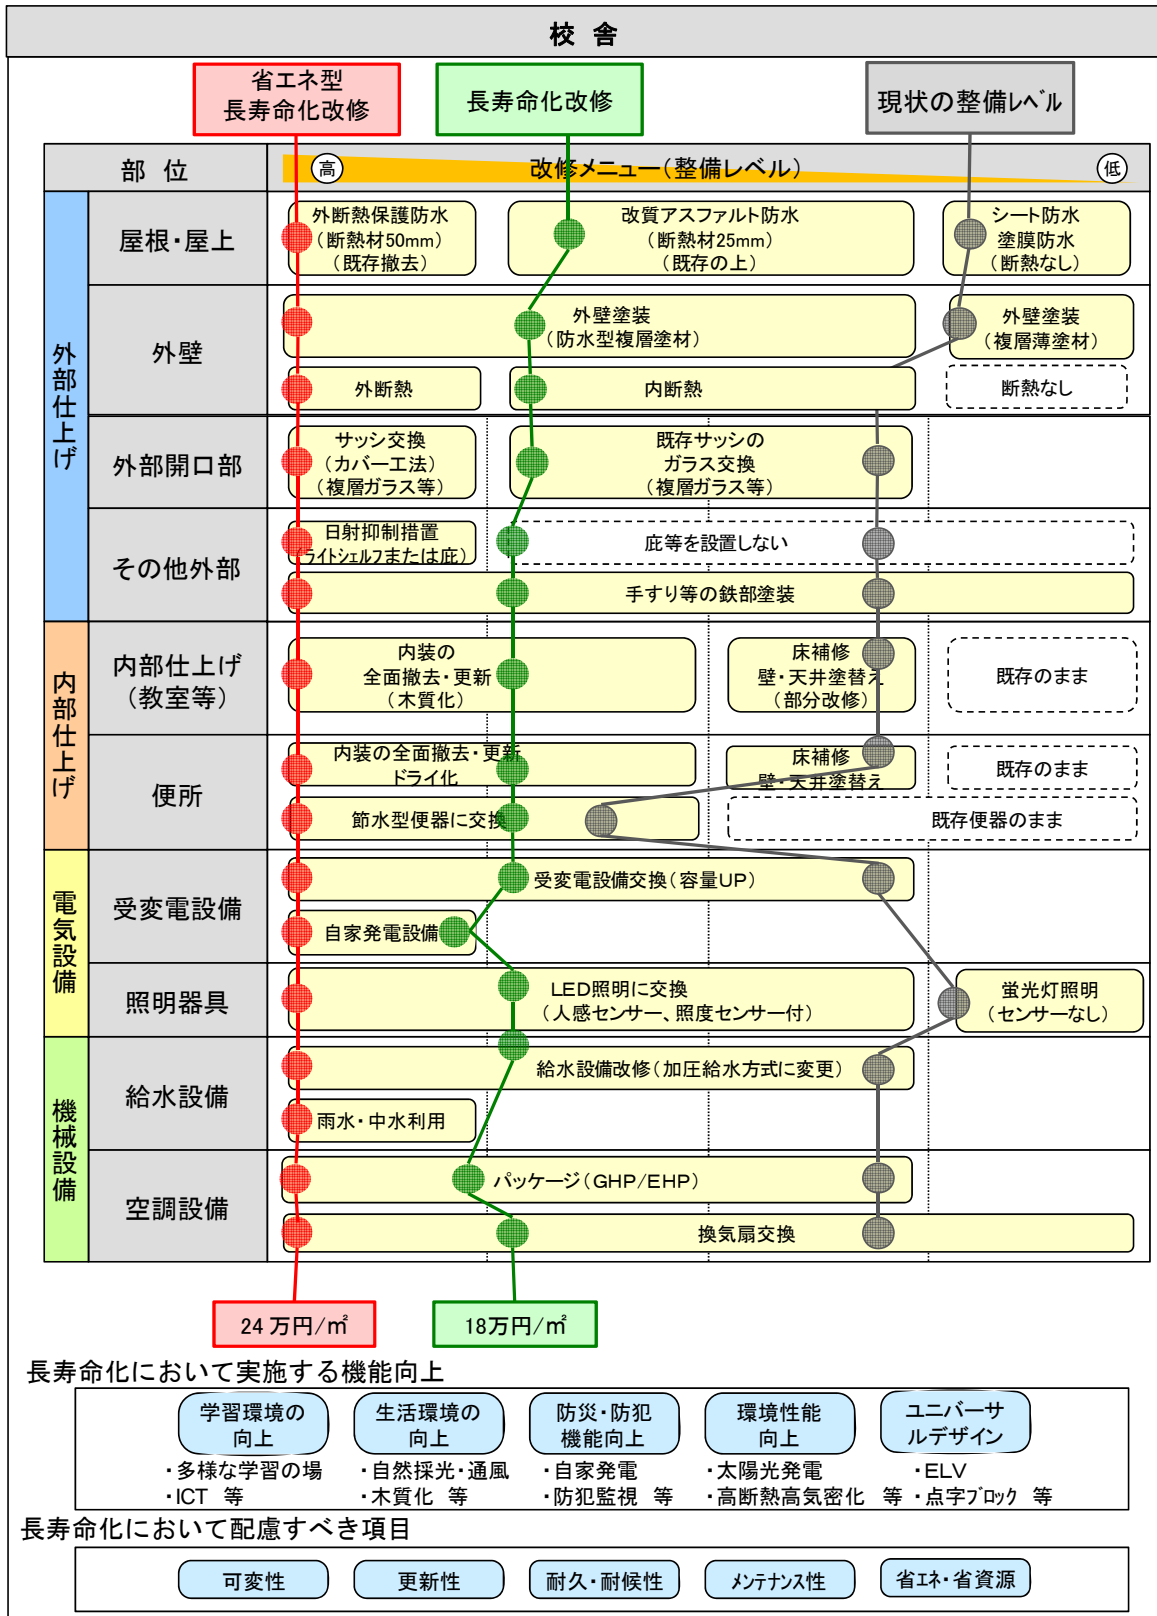 校 舎
省エネ型
長寿命化改修
長寿命化改修
現状の整備レベル
部 位
高
改修メニュー(整備レベル)
低
外部仕上げ
屋根・屋上
外断熱保護防水
(断熱材50mm)
(既存撤去)
改質アスファルト防水
(断熱材25mm)
(既存の上)
シート防水
塗膜防水
(断熱なし)
外壁
外壁塗装
(防水型複層塗材)
外壁塗装
(複層薄塗材)
外断熱
内断熱
断熱なし
外部開口部
サッシ交換
(カバー工法)
(複層ガラス等)
既存サッシの
ガラス交換
(複層ガラス等)
その他外部
日射抑制措置
(ライトシェルフまたは庇)
庇等を設置しない
手すり等の鉄部塗装
内部仕上げ
内部仕上げ
(教室等)
内装の
全面撤去・更新
(木質化)
床補修
壁・天井塗替え
(部分改修)
既存のまま
便所
内装の全面撤去・更新
ドライ化
床補修
壁・天井塗替え
既存のまま
節水型便器に交換
既存便器のまま
電気設備
受変電設備
受変電設備交換(容量UP)
自家発電設備
照明器具
LED照明に交換
(人感センサー、照度センサー付)
蛍光灯照明
(センサーなし)
機械設備
給水設備
給水設備改修(加圧給水方式に変更)
雨水・中水利用
空調設備
パッケージ(GHP/EHP)
換気扇交換
24 万円/㎡
18万円/㎡
長寿命化において実施する機能向上
学習環境の
向上
生活環境の
向上
防災・防犯
機能向上
環境性能
向上
ユニバーサ
ルデザイン
・多様な学習の場
・ICT 等
・自然採光・通風
・木質化 等
・自家発電
・防犯監視 等
・太陽光発電
・高断熱高気密化 等
・ELV
・点字ブロック 等
長寿命化において配慮すべき項目
可変性
更新性
耐久・耐候性
メンテナンス性
省エネ・省資源